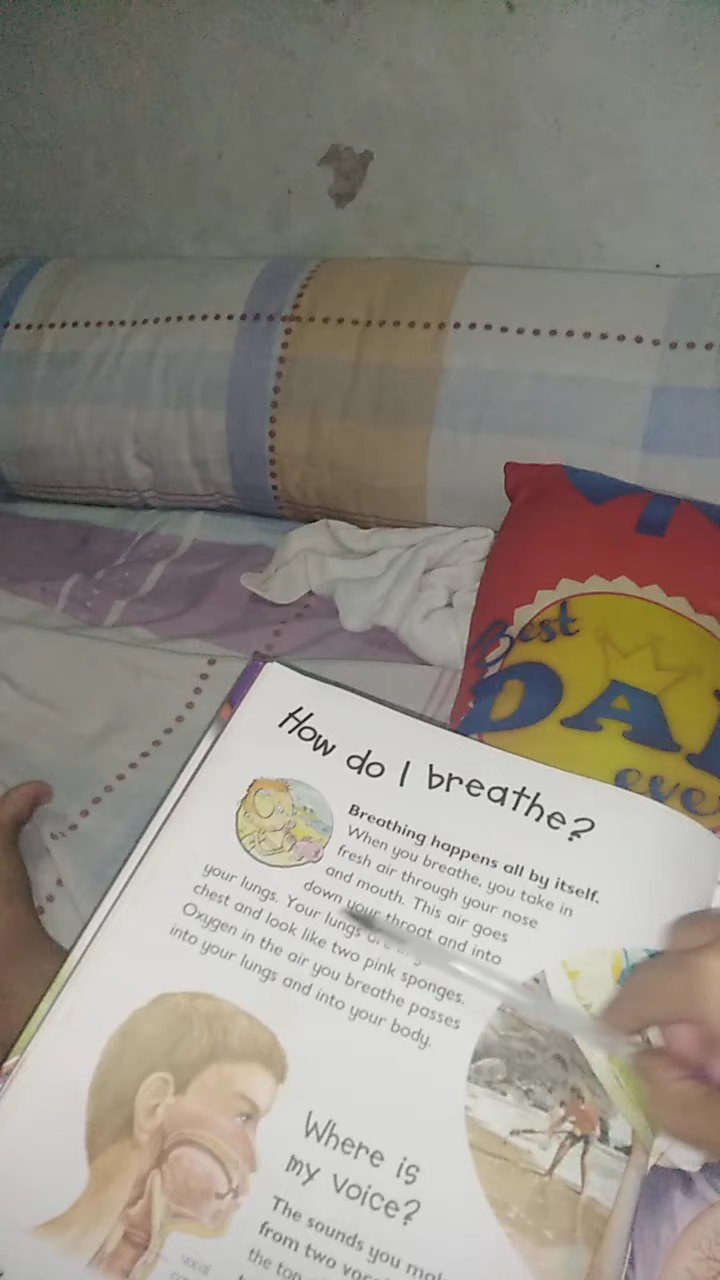 Best
DA
eve
How do I breathe?
Breathing happens all by itself.
When you breathe, you take in
fresh air through your nose
and mouth. This air goes
down your throat and into
your lungs. Your lungs
chest and look like two pink sponges.
Oxygen in the air you breathe passes
into your lungs and into your body.
Where is
my voice?
The sounds you
from two
the top
vocal